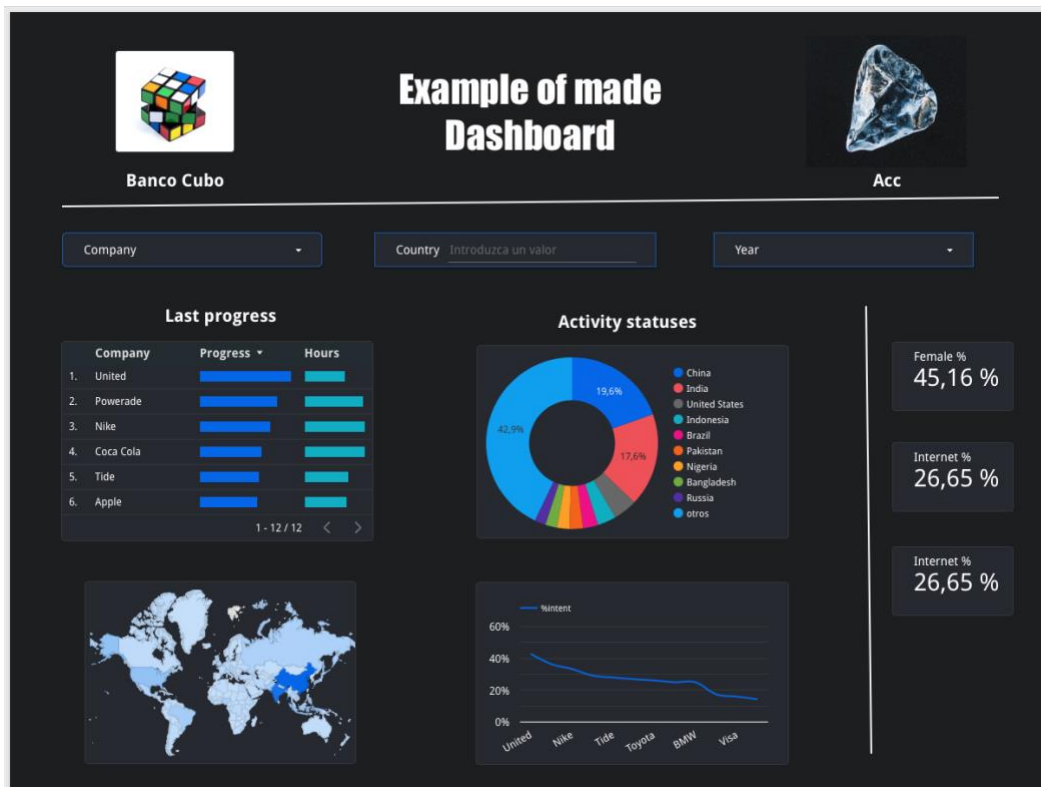 Example of made
Dashboard
Banco Cubo
Acc
Company
Country Introduzca un valor
Year
Last progress
Company Progress Hours
1. United
2. Powerade
3. Nike
4. Coca Cola
5. Tide
6. Apple
1 - 12 / 12
Activity statuses
19,6%
17,6%
42,9%
China
India
United States
Indonesia
Brazil
Pakistan
Nigeria
Bangladesh
Russia
otros
Female %
45,16 %
Internet %
26,65 %
Internet %
26,65 %
%intent
60%
40%
20%
0%
United Nike Tide Toyota BMW Visa